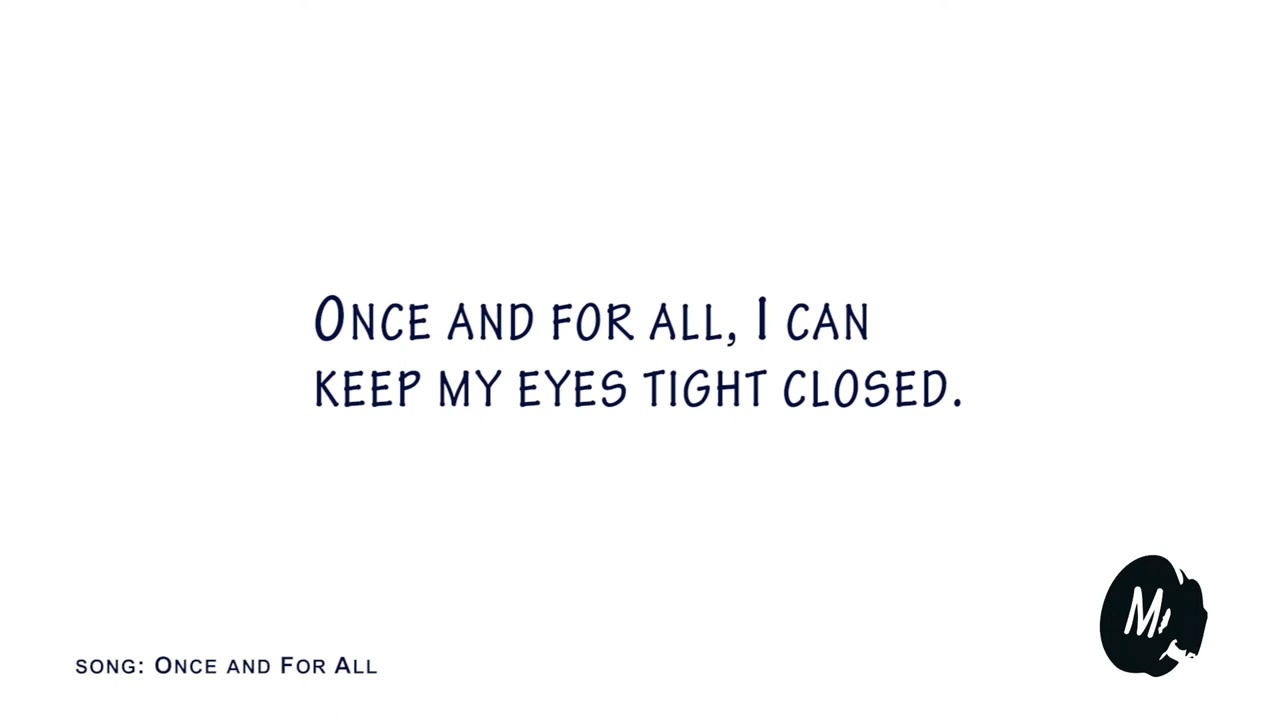 Once and for all, I can
keep my eyes tight closed.
song: Once and For All
M